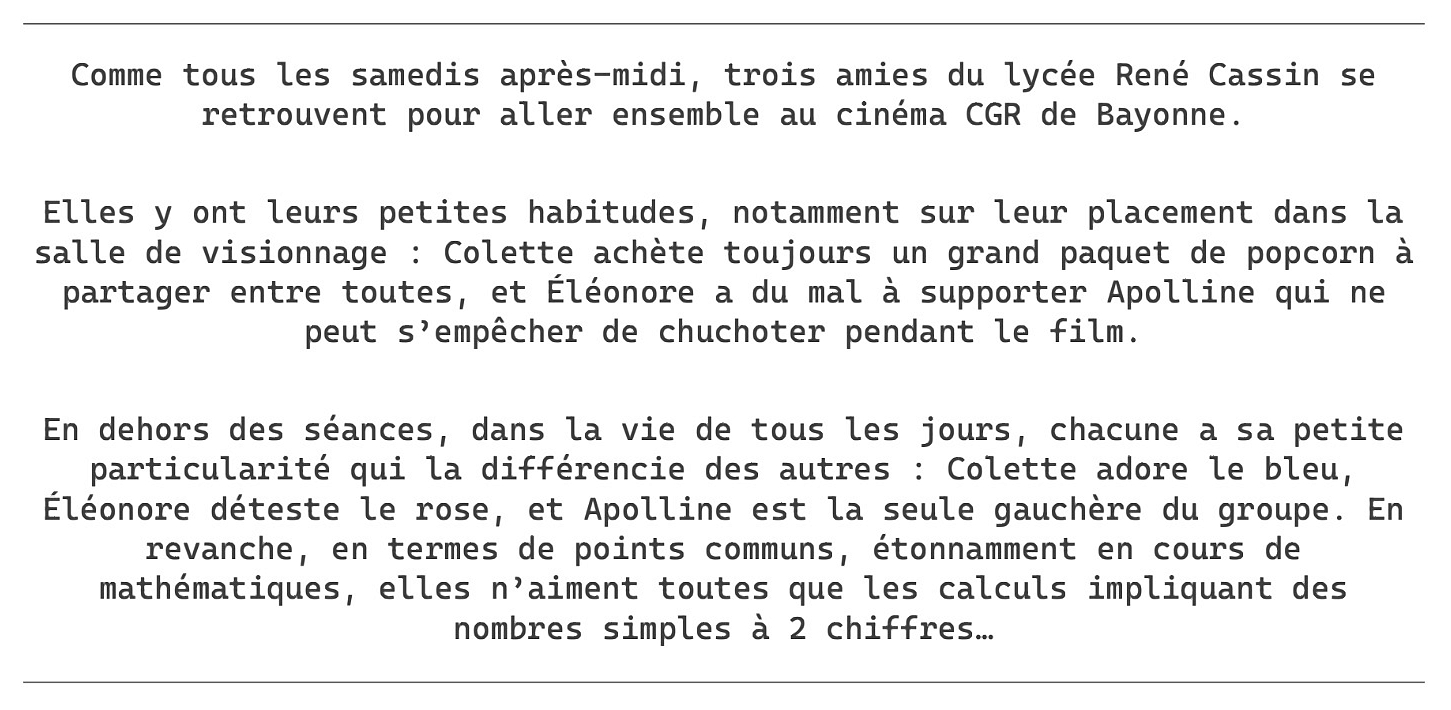 Comme tous les samedis après-midi, trois amies du lycée René Cassin se
retrouvent pour aller ensemble au cinéma CGR de Bayonne.
Elles y ont leurs petites habitudes, notamment sur leur placement dans la
salle de visionnage : Colette achète toujours un grand paquet de popcorn à
partager entre toutes, et Éléonore a du mal à supporter Apolline qui ne
peut s’empêcher de chuchoter pendant le film.
En dehors des séances, dans la vie de tous les jours, chacune a sa petite
particularité qui la différencie des autres : Colette adore le bleu,
Éléonore déteste le rose, et Apolline est la seule gauchère du groupe. En
revanche, en termes de points communs, étonnamment en cours de
mathématiques, elles n’aiment toutes que les calculs impliquant des
nombres simples à 2 chiffres…